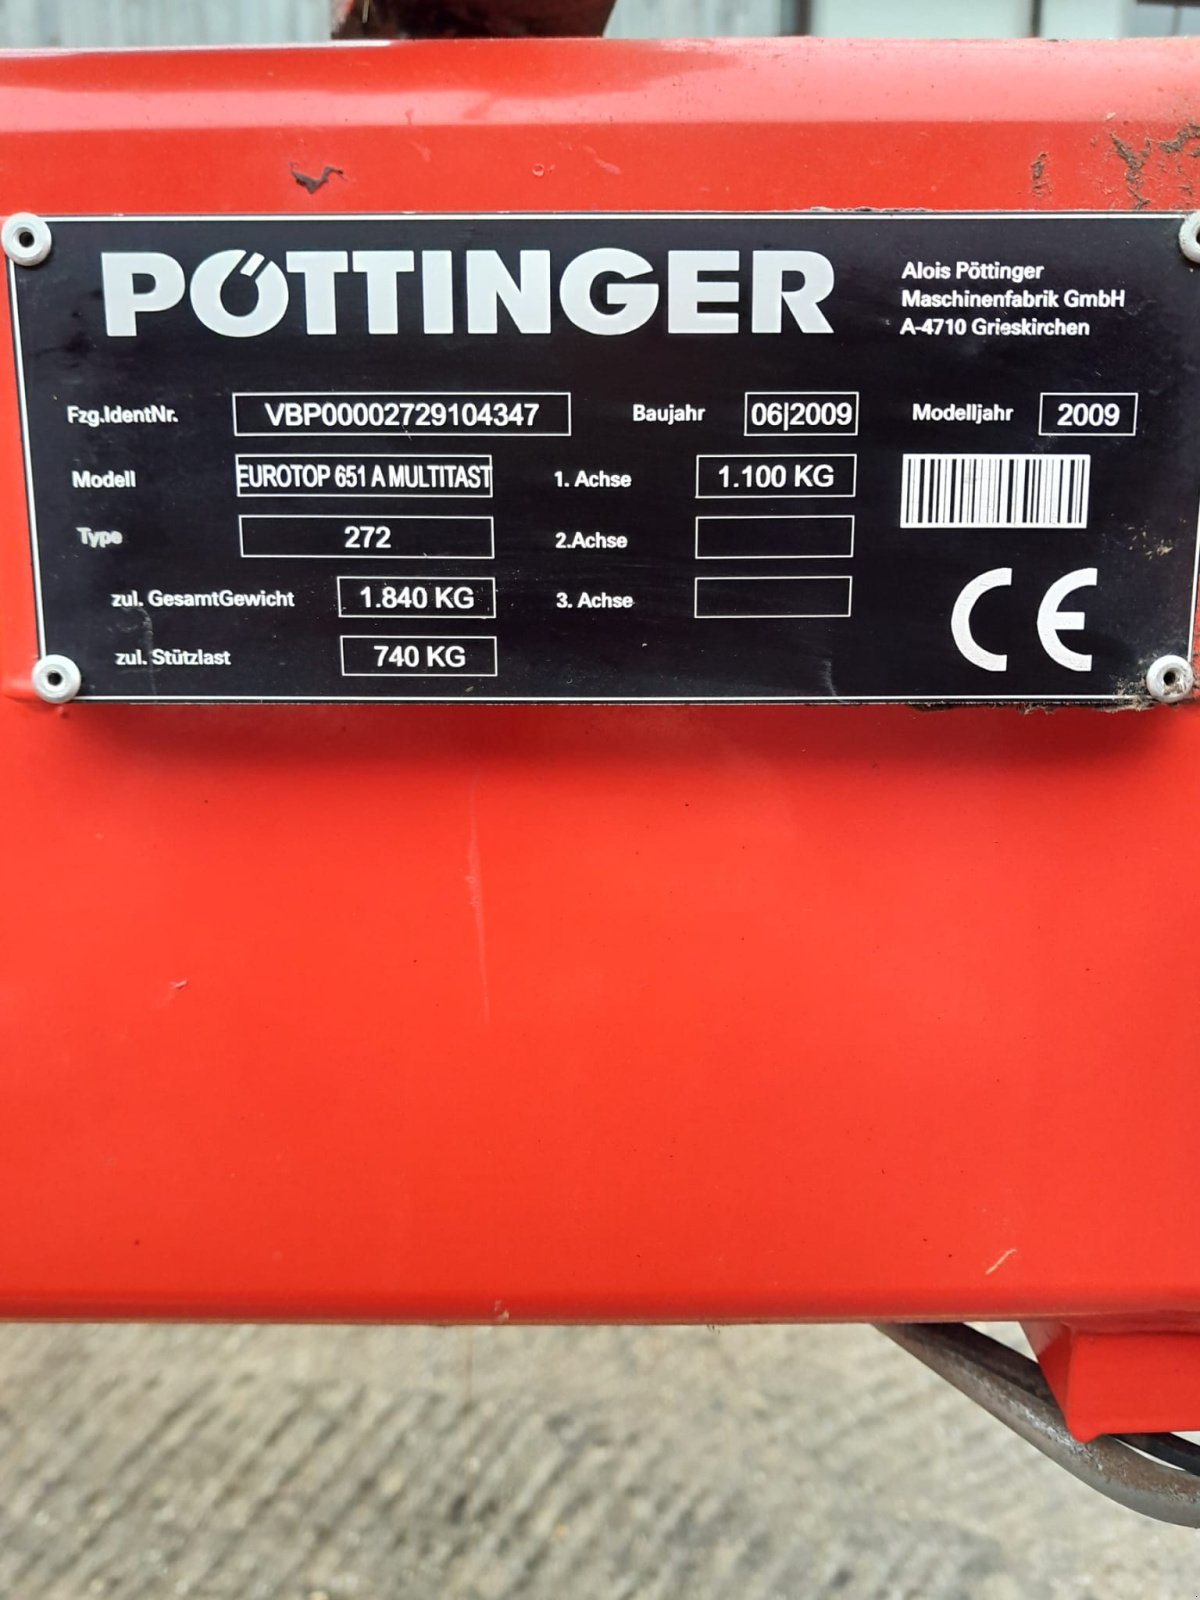 PÖTTINGER
Alois Pöttinger
Maschinenfabrik GmbH
A-4710 Grieskirchen
Fzg.IdentNr. VBP00002729104347 Baujahr 06|2009 Modelljahr 2009
Modell EUROTOP 651 A MULTITAST 1. Achse 1.100 KG
Type 272 2.Achse
zul. GesamtGewicht 1.840 KG 3. Achse
zul. Stützlast 740 KG
CE